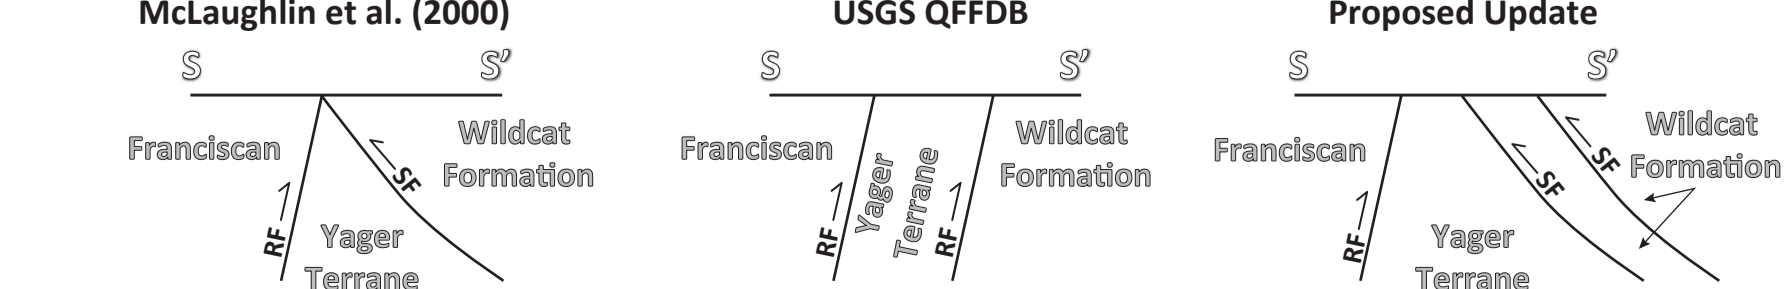 McLaughlin et al. (2000)
S S'
Franciscan
Wildcat
Formation
SF
RF
Yager
Terrane
USGS QFFDB
S S'
Franciscan
Wildcat
Formation
Yager
Terrane
RF
RF
Proposed Update
S S'
Franciscan
Wildcat
Formation
SF
SF
RF
Yager
Terrane